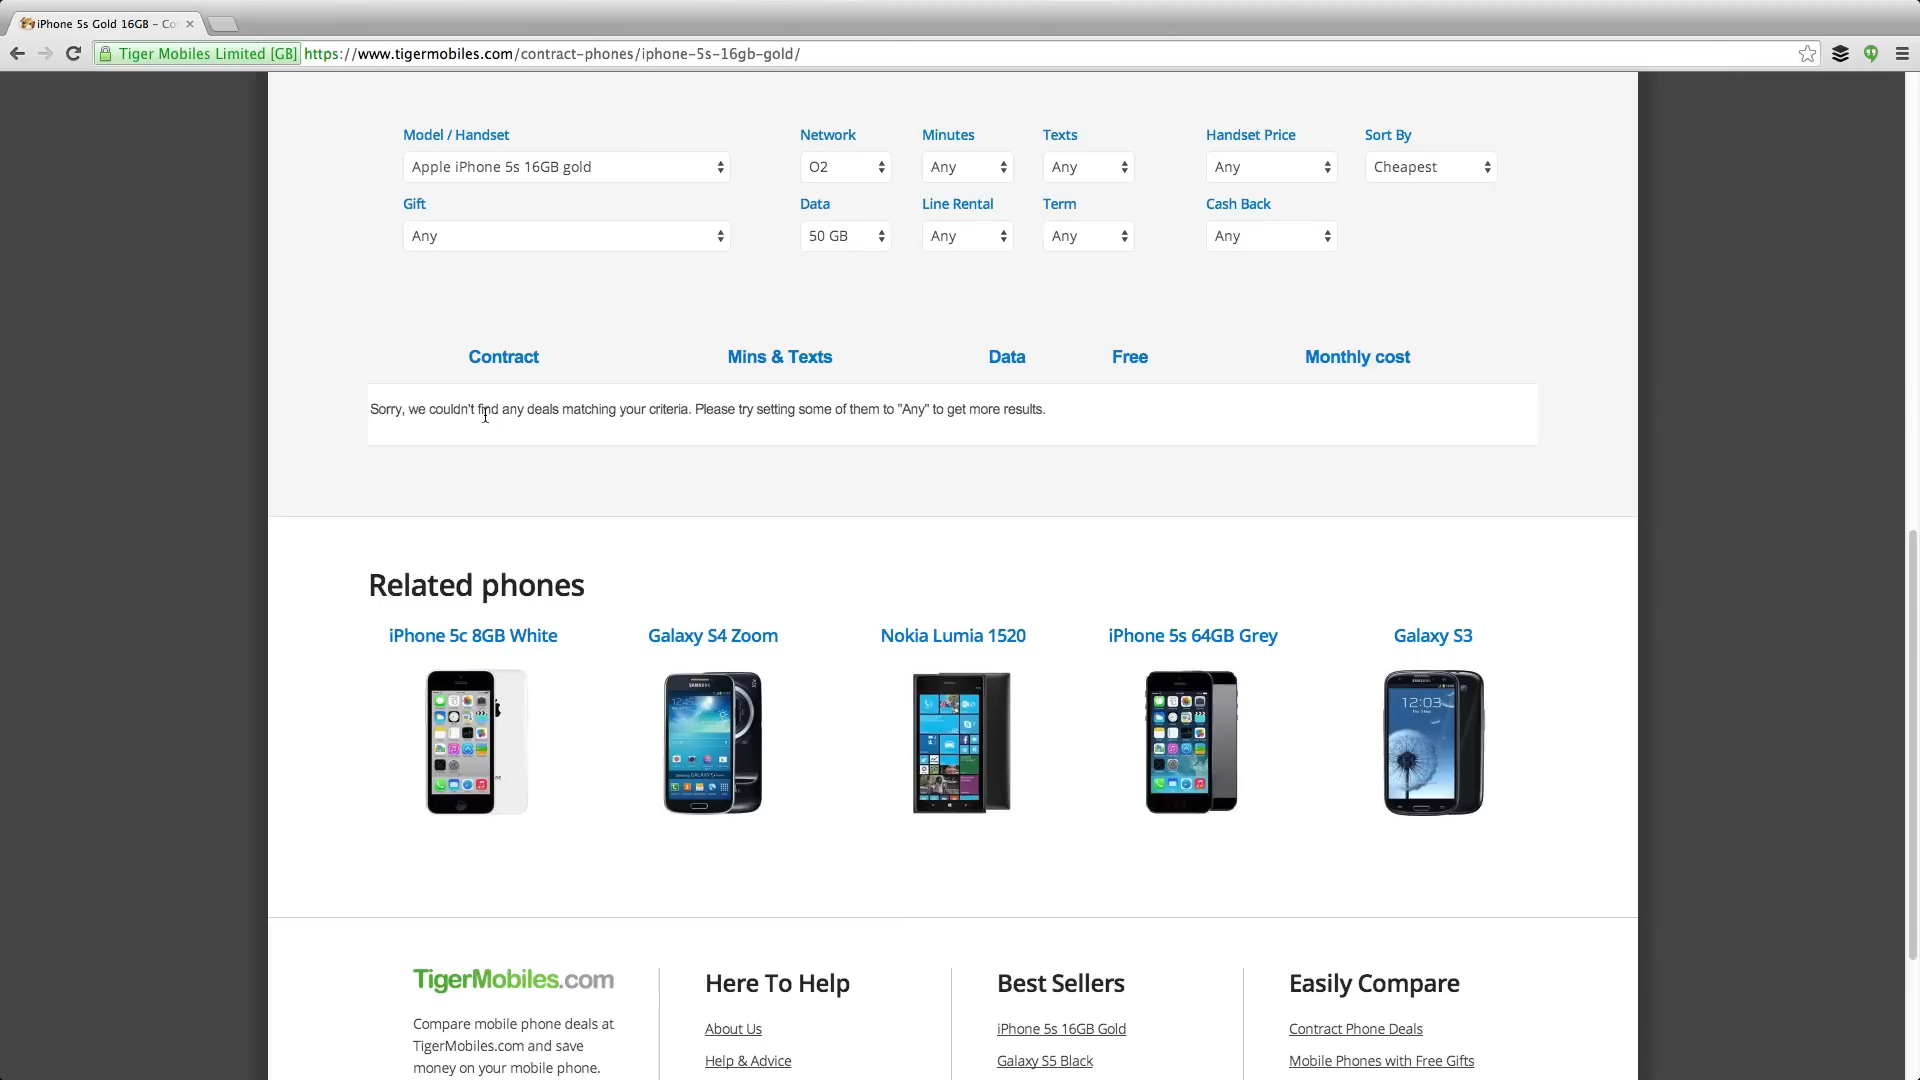 iPhone 5s Gold 16GB – Co
Tiger Mobiles Limited [GB] https://www.tigermobiles.com/contract-phones/iphone-5s-16gb-gold/
Model / Handset Network Minutes Texts Handset Price Sort By
Apple iPhone 5s 16GB gold O2 Any Any Any Cheapest
Gift Data Line Rental Term Cash Back
Any 50 GB Any Any Any
Contract Mins & Texts Data Free Monthly cost
Sorry, we couldn't find any deals matching your criteria. Please try setting some of them to "Any" to get more results.
Related phones
iPhone 5c 8GB White Galaxy S4 Zoom Nokia Lumia 1520 iPhone 5s 64GB Grey Galaxy S3
SAMSUNG
12:45
12:03
TigerMobiles.com Here To Help Best Sellers Easily Compare
Compare mobile phone deals at About Us iPhone 5s 16GB Gold Contract Phone Deals
TigerMobiles.com and save
money on your mobile phone. Help & Advice Galaxy S5 Black Mobile Phones with Free Gifts